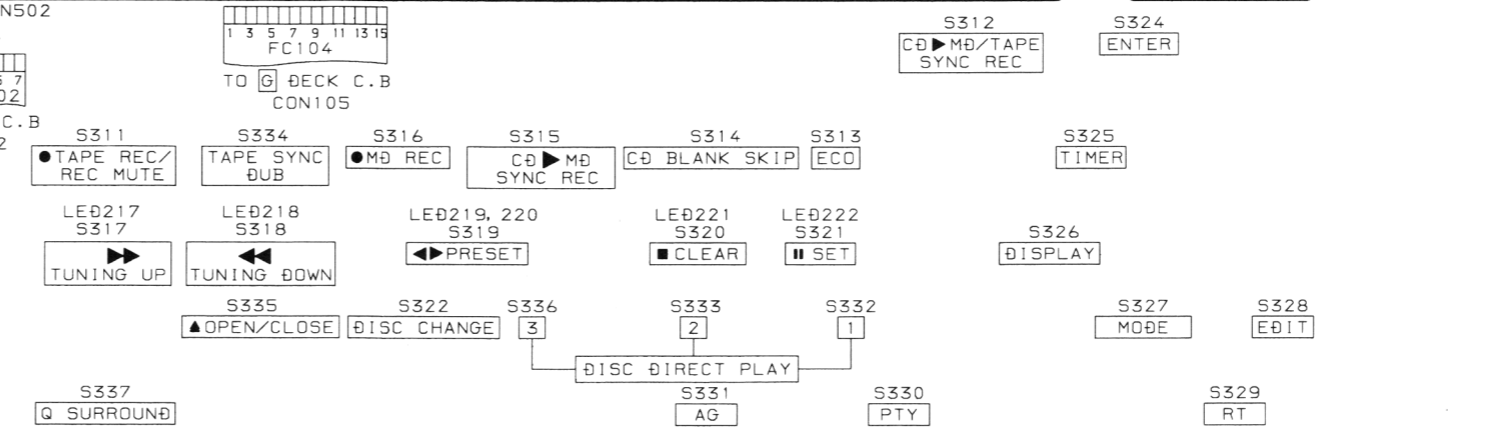 N502
1 3 5 7 9 11 13 15
FC104
TO G DECK C.B
CON105
7
02
C.B
2
S312
CD▶MD/TAPE
SYNC REC
S324
ENTER
S311
●TAPE REC/
REC MUTE
S334
TAPE SYNC
DUB
S316
●MD REC
S315
CD▶MD
SYNC REC
S314
CD BLANK SKIP
S313
ECO
S325
TIMER
LED217
S317
▶▶
TUNING UP
LED218
S318
◀◀
TUNING DOWN
LED219, 220
S319
◀▶PRESET
LED221
S320
■CLEAR
LED222
S321
⏸SET
S326
DISPLAY
S335
▲OPEN/CLOSE
S322
DISC CHANGE
S336
3
S333
2
S332
1
DISC DIRECT PLAY
S327
MODE
S328
EDIT
S337
Q SURROUND
S331
AG
S330
PTY
S329
RT